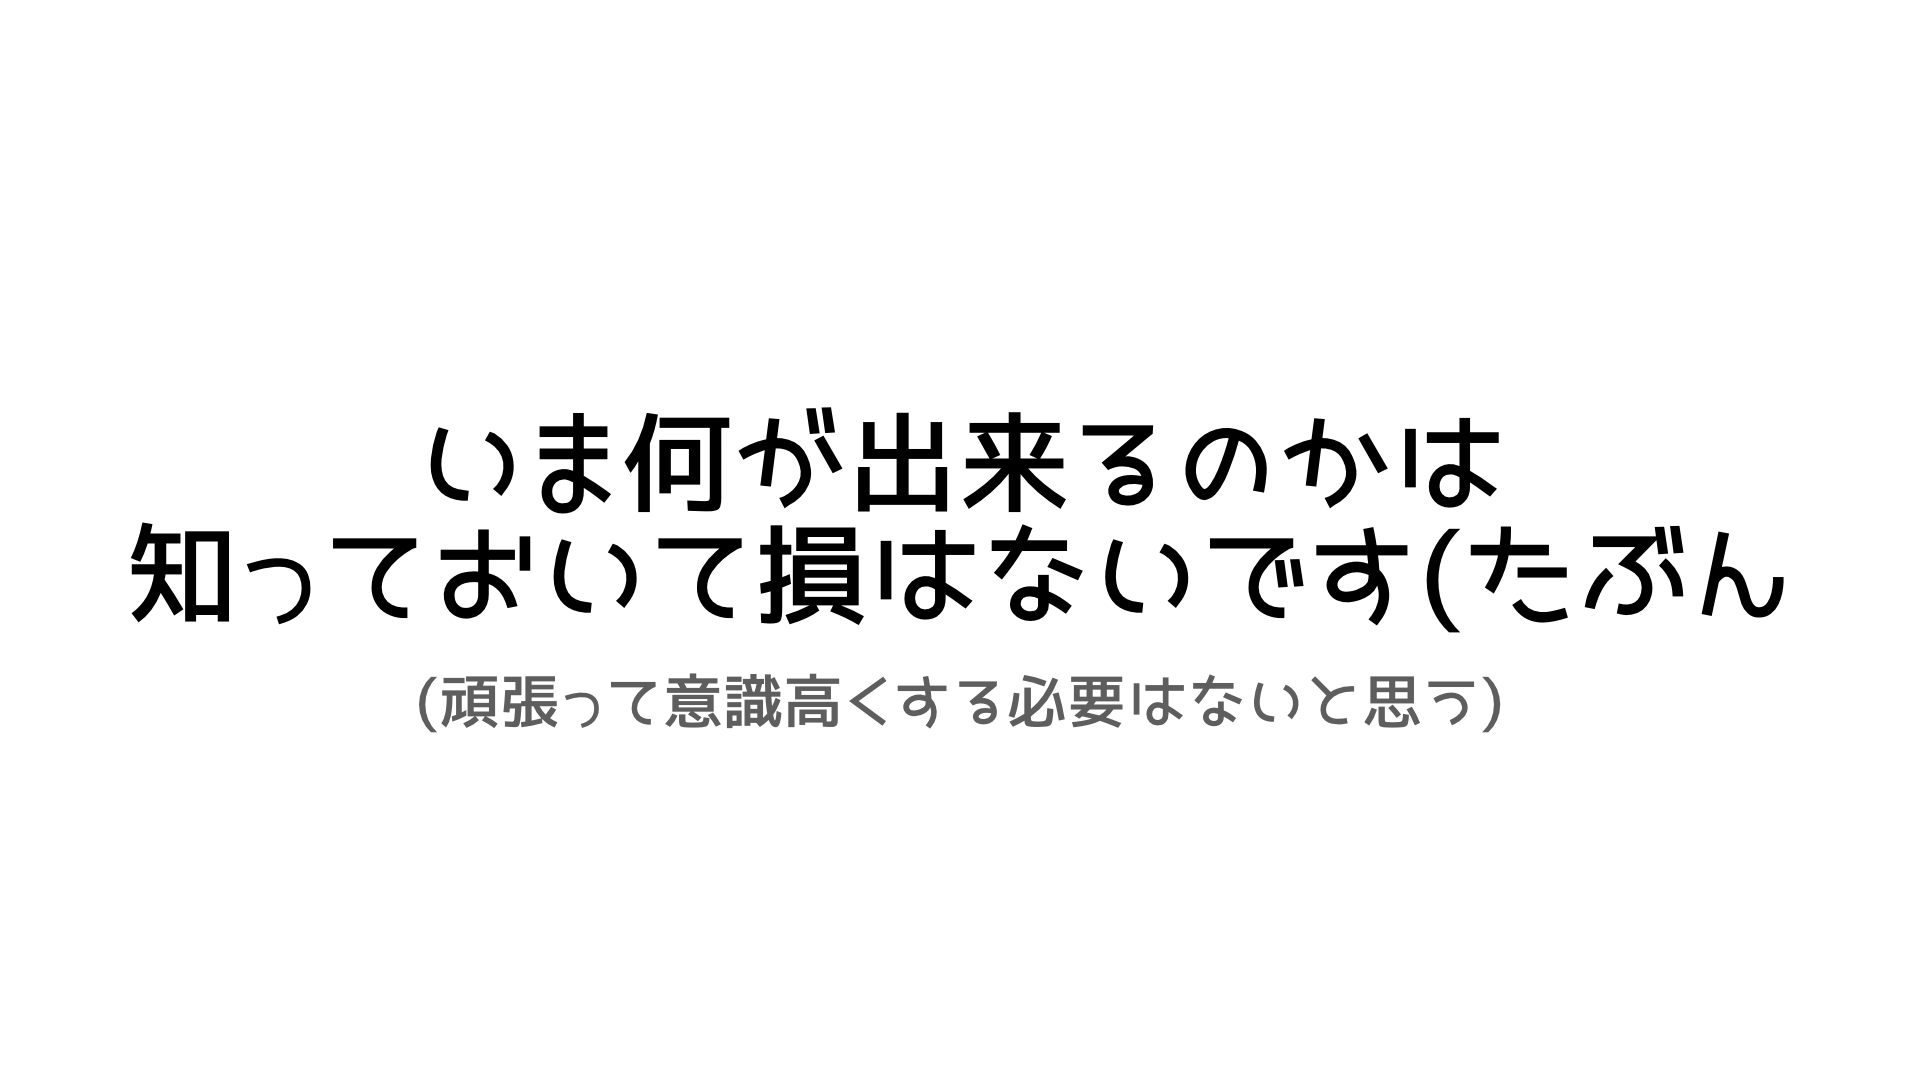 いま何が出来るのかは
知っておいて損はないです(たぶん
(頑張って意識高くする必要はないと思う)